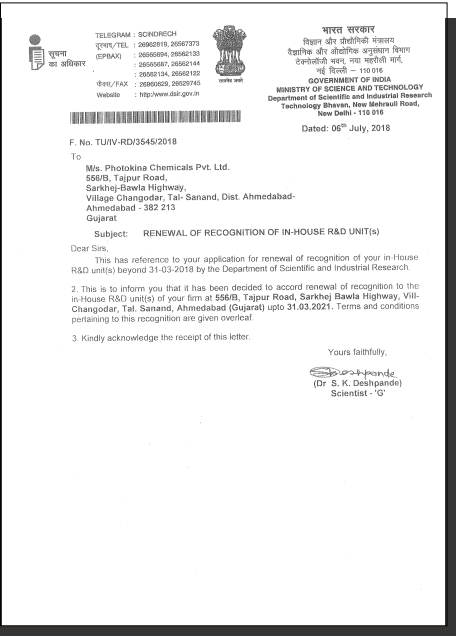 सूचना
का अधिकार
TELEGRAM : SCINDRECH
दूरभाष/TEL : 26962819, 26567373
(EPBAX) : 26565694, 26562133
: 26565687, 26562144
: 26562134, 26562122
फैक्स/FAX : 26960629, 26529745
Website : http:/www.dsir.gov.in
सत्यमेव जयते
भारत सरकार
विज्ञान और प्रौद्योगिकी मंत्रालय
वैज्ञानिक और औद्योगिक अनुसंधान विभाग
टेक्नोलॉजी भवन, नया महरौली मार्ग,
नई दिल्ली – 110 016
GOVERNMENT OF INDIA
MINISTRY OF SCIENCE AND TECHNOLOGY
Department of Scientific and Industrial Research
Technology Bhavan, New Mehrauli Road,
New Delhi - 110 016
Dated: 06th July, 2018
F. No. TU/IV-RD/3545/2018
To
M/s. Photokina Chemicals Pvt. Ltd.
556/B, Tajpur Road,
Sarkhej-Bawla Highway,
Village Changodar, Tal- Sanand, Dist. Ahmedabad-
Ahmedabad - 382 213
Gujarat
Subject: RENEWAL OF RECOGNITION OF IN-HOUSE R&D UNIT(s)
Dear Sirs,
This has reference to your application for renewal of recognition of your in-House
R&D unit(s) beyond 31-03-2018 by the Department of Scientific and Industrial Research.
2. This is to inform you that it has been decided to accord renewal of recognition to the
in-House R&D unit(s) of your firm at 556/B, Tajpur Road, Sarkhej Bawla Highway, Vill-
Changodar, Tal. Sanand, Ahmedabad (Gujarat) upto 31.03.2021. Terms and conditions
pertaining to this recognition are given overleaf.
3. Kindly acknowledge the receipt of this letter.
Yours faithfully,
Deshpande
(Dr S. K. Deshpande)
Scientist - 'G'